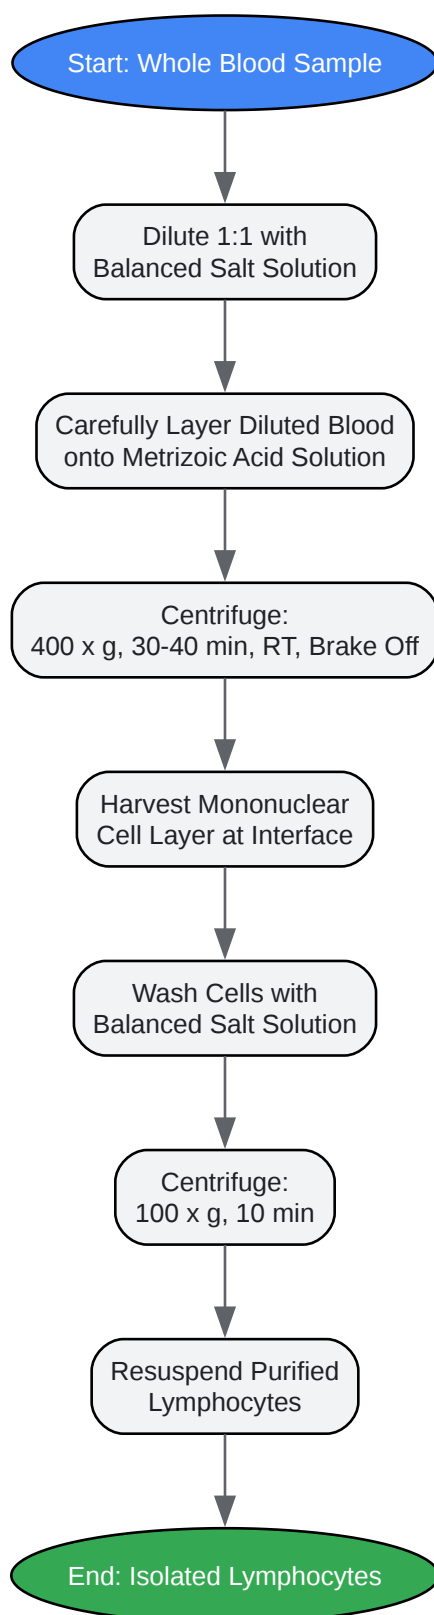 Start: Whole Blood Sample
Dilute 1:1 with
Balanced Salt Solution
Carefully Layer Diluted Blood
onto Metrizoic Acid Solution
Centrifuge:
400 x g, 30-40 min, RT, Brake Off
Harvest Mononuclear
Cell Layer at Interface
Wash Cells with
Balanced Salt Solution
Centrifuge:
100 x g, 10 min
Resuspend Purified
Lymphocytes
End: Isolated Lymphocytes